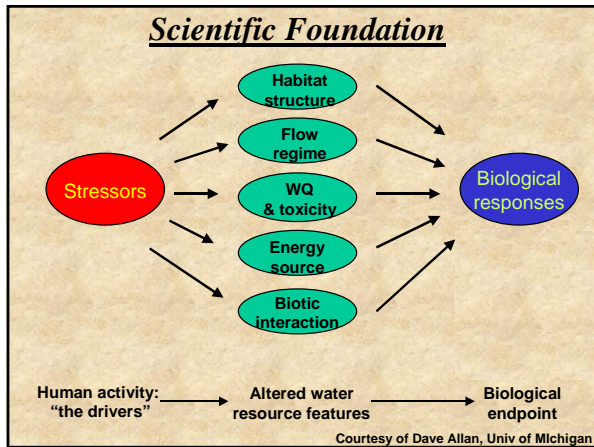 Scientific Foundation
Habitat
structure
Flow
regime
Stressors
WQ
& toxicity
Biological
responses
Energy
source
Biotic
interaction
Human activity:
“the drivers”
Altered water
resource features
Biological
endpoint
Courtesy of Dave Allan, Univ of MIchigan